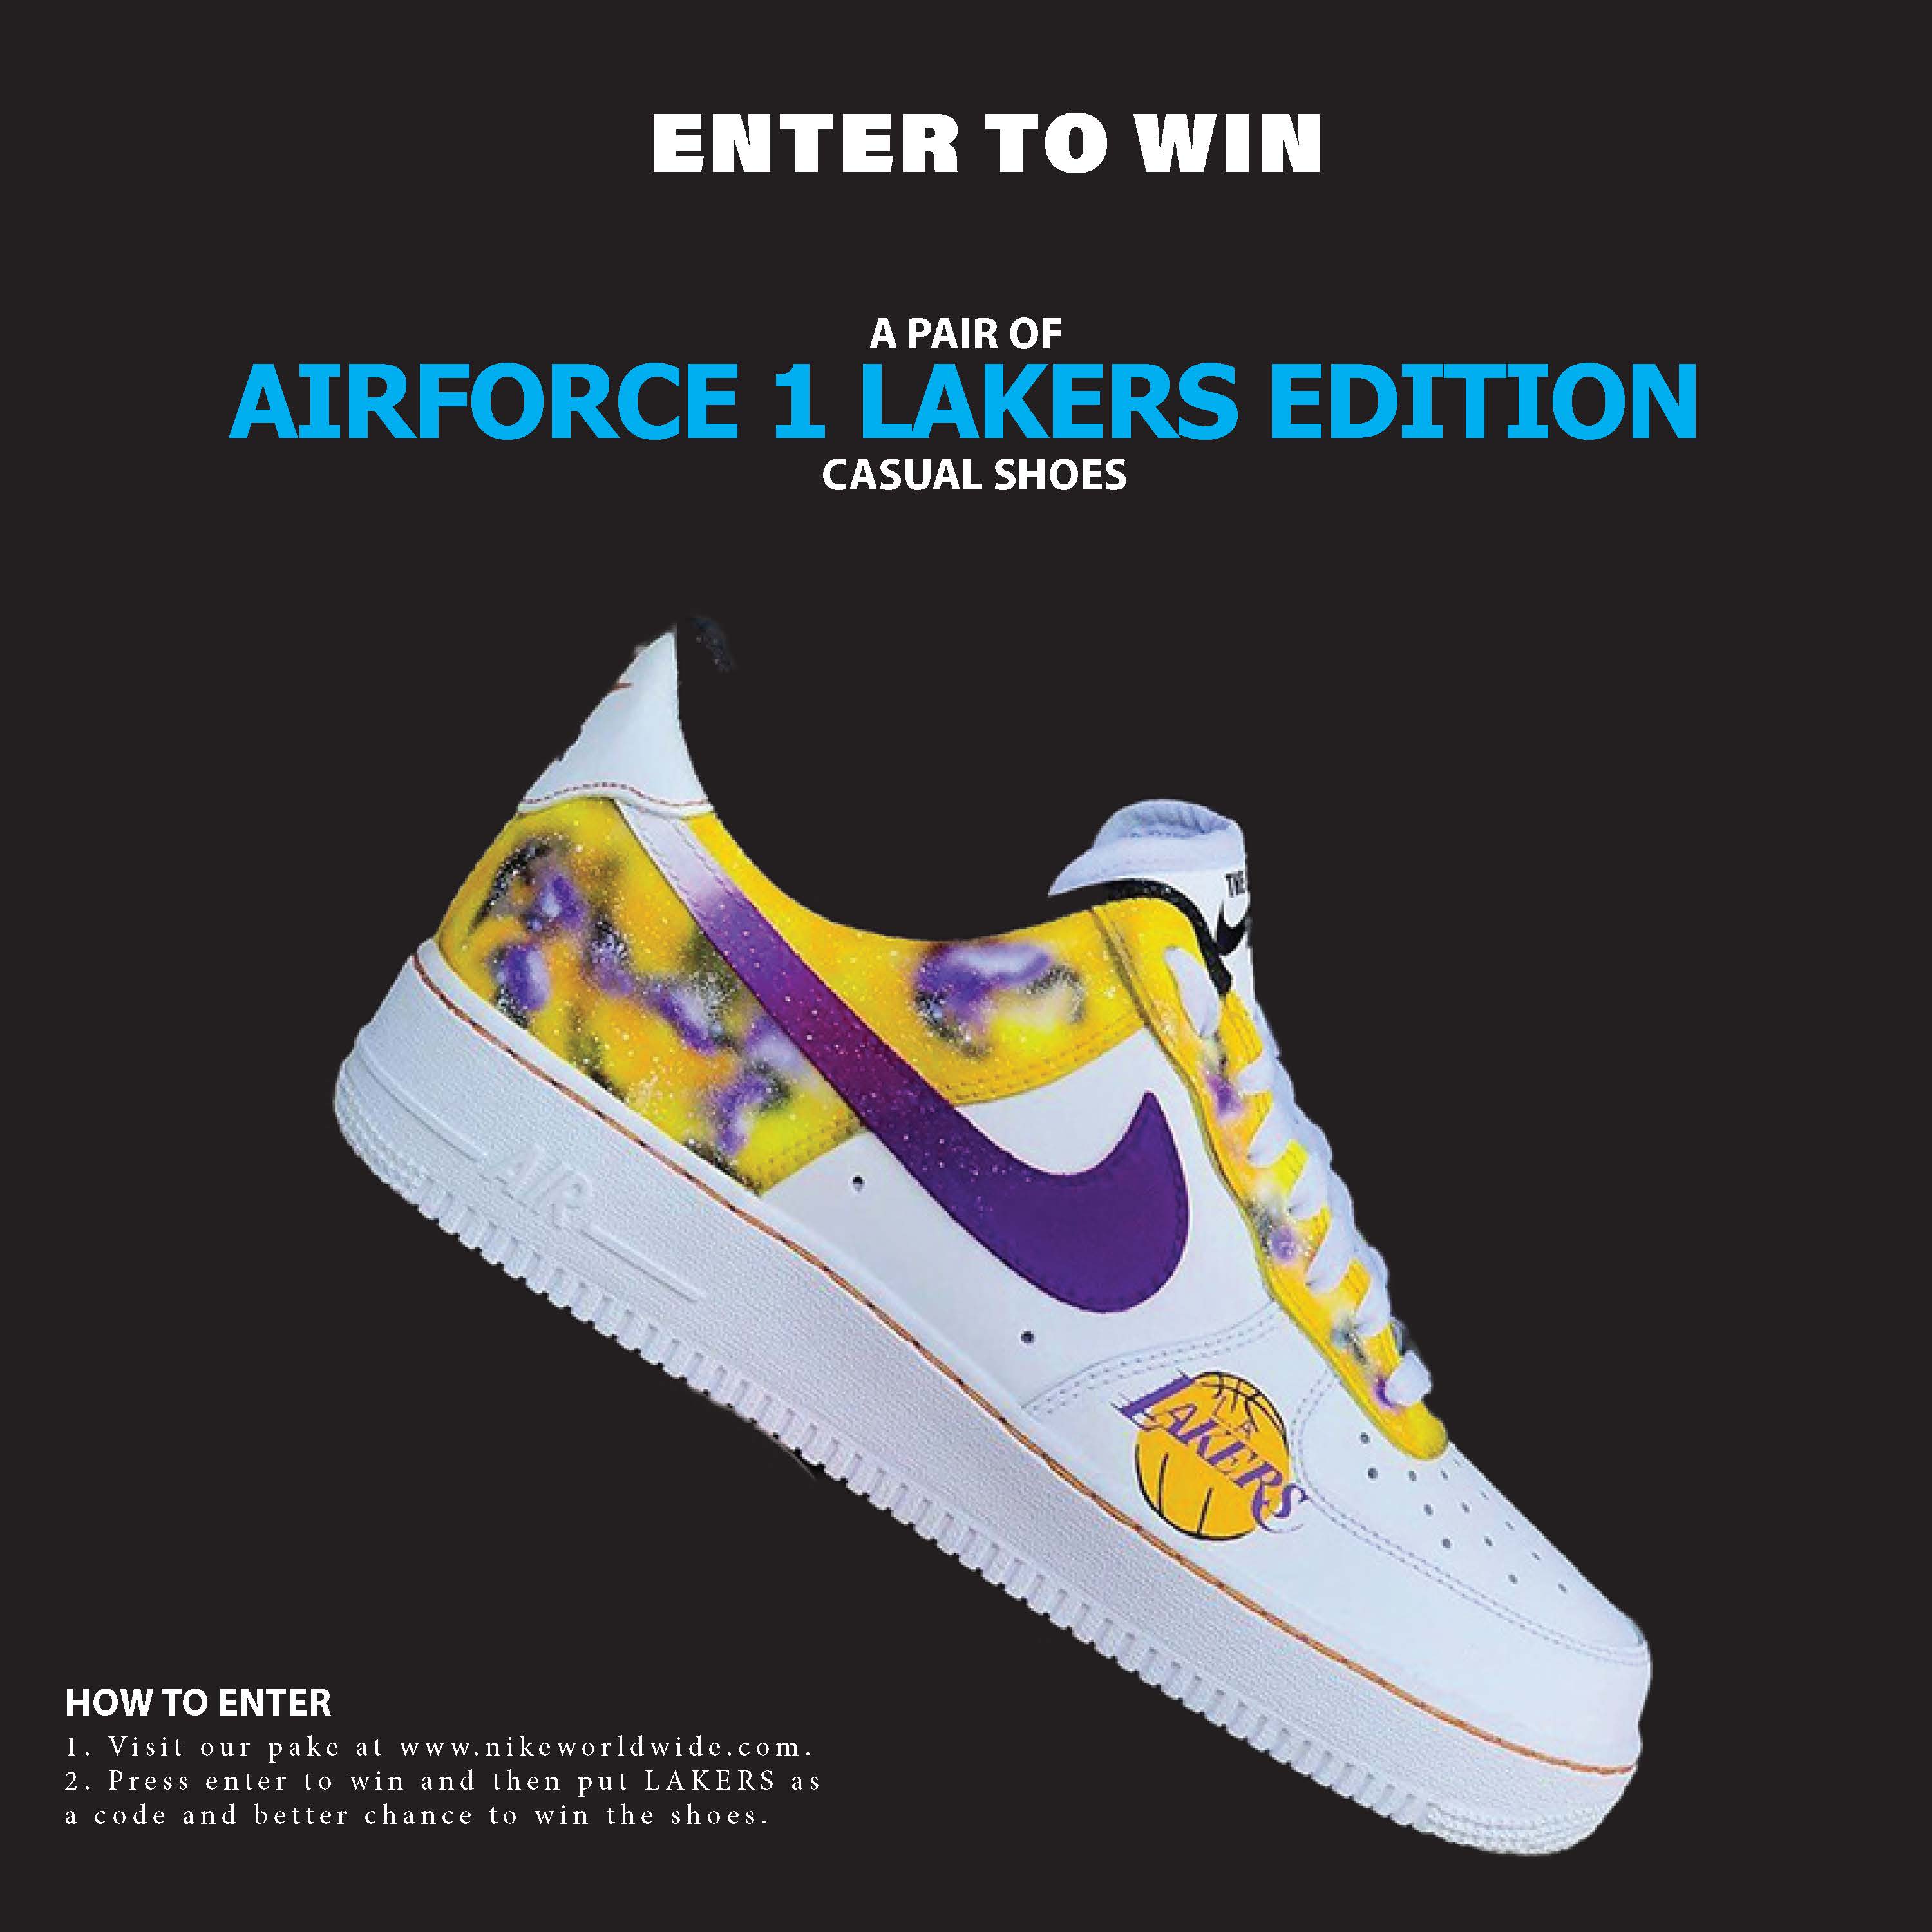 ENTER TO WIN
A PAIR OF
AIRFORCE 1 LAKERS EDITION
CASUAL SHOES
THE
AIR
LA
LAKERS
HOW TO ENTER
1. Visit our pake at www.nikeworldwide.com.
2. Press enter to win and then put LAKERS as
a code and better chance to win the shoes.